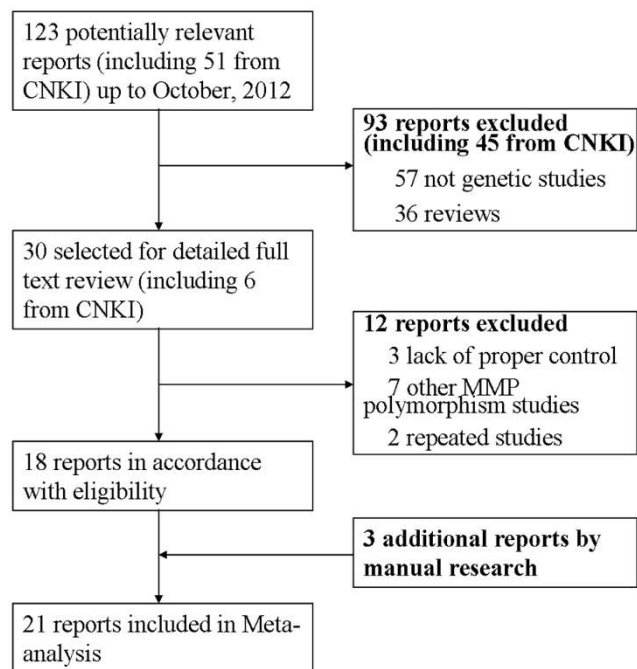 123 potentially relevant
reports (including 51 from
CNKI) up to October, 2012
93 reports excluded
(including 45 from CNKI)
57 not genetic studies
36 reviews
30 selected for detailed full
text review (including 6
from CNKI)
12 reports excluded
3 lack of proper control
7 other MMP
polymorphism studies
2 repeated studies
18 reports in accordance
with eligibility
3 additional reports by
manual research
21 reports included in Meta-
analysis